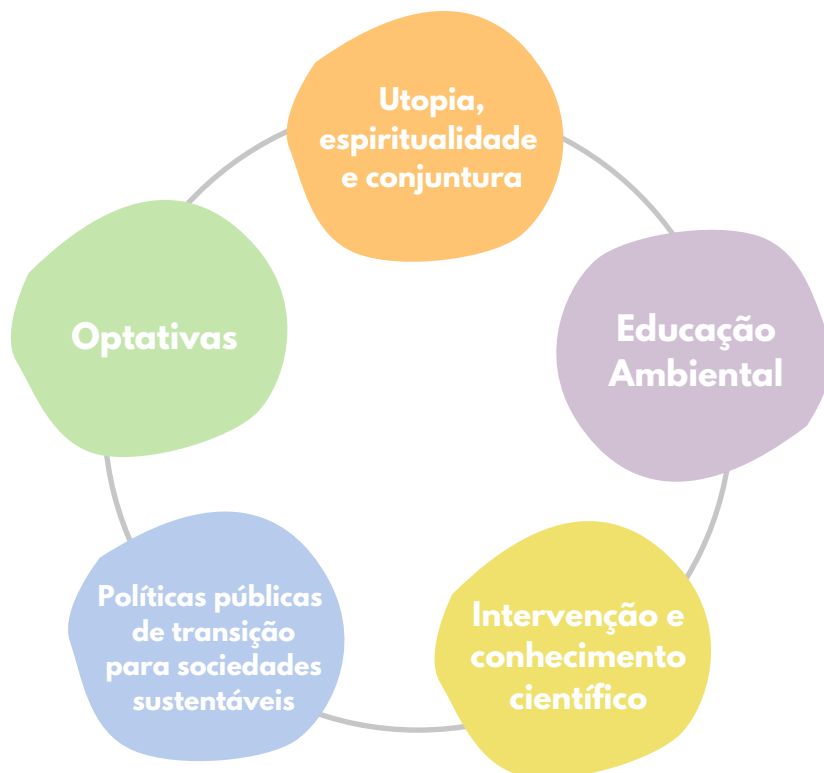 Utopia,
espiritualidade
e conjuntura
Educação
Ambiental
Intervenção e
conhecimento
científico
Políticas públicas
de transição
para sociedades
sustentáveis
Optativas